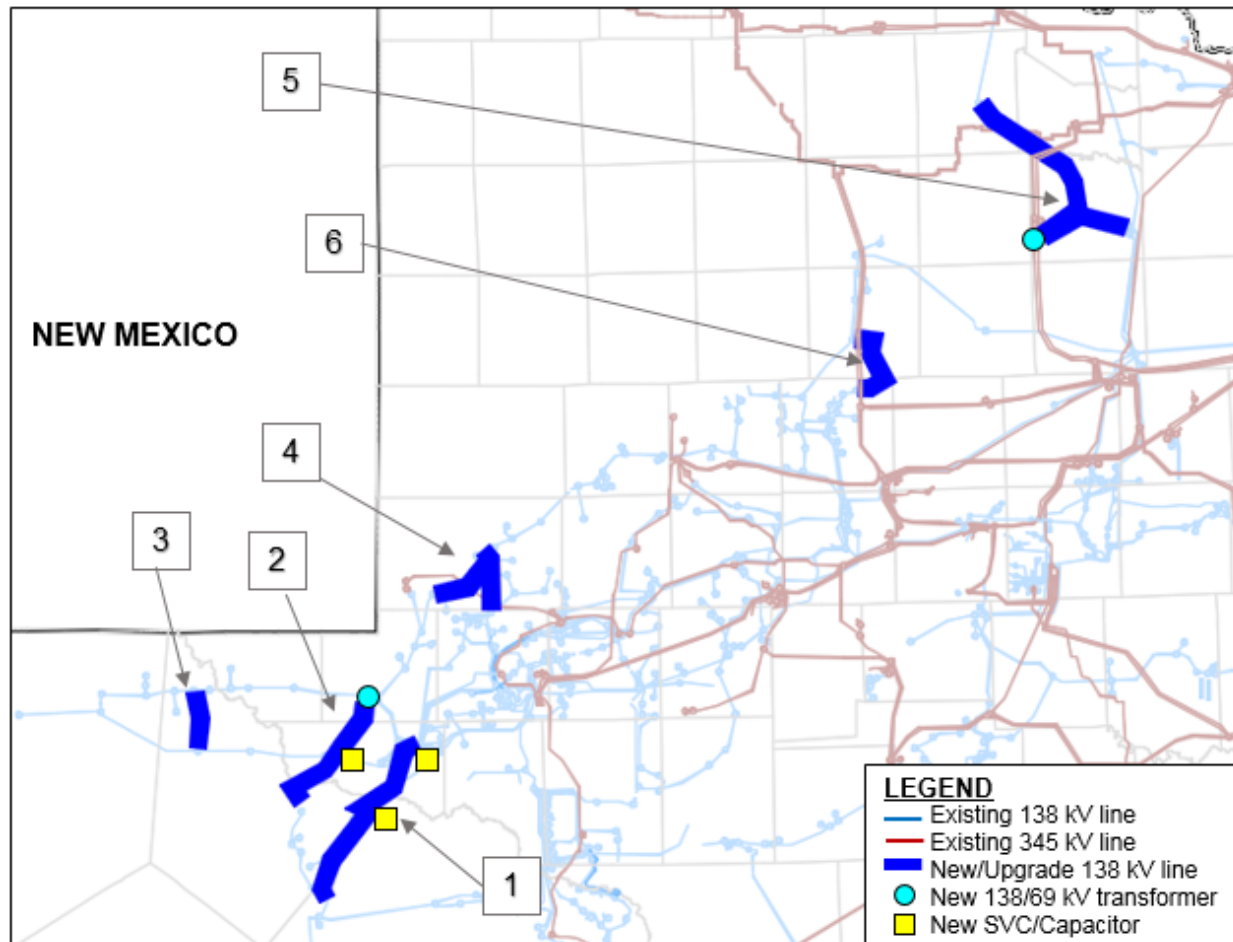 5
6
NEW MEXICO
4
3
2
1
LEGEND
Existing 138 kV line
Existing 345 kV line
New/Upgrade 138 kV line
New 138/69 kV transformer
New SVC/Capacitor